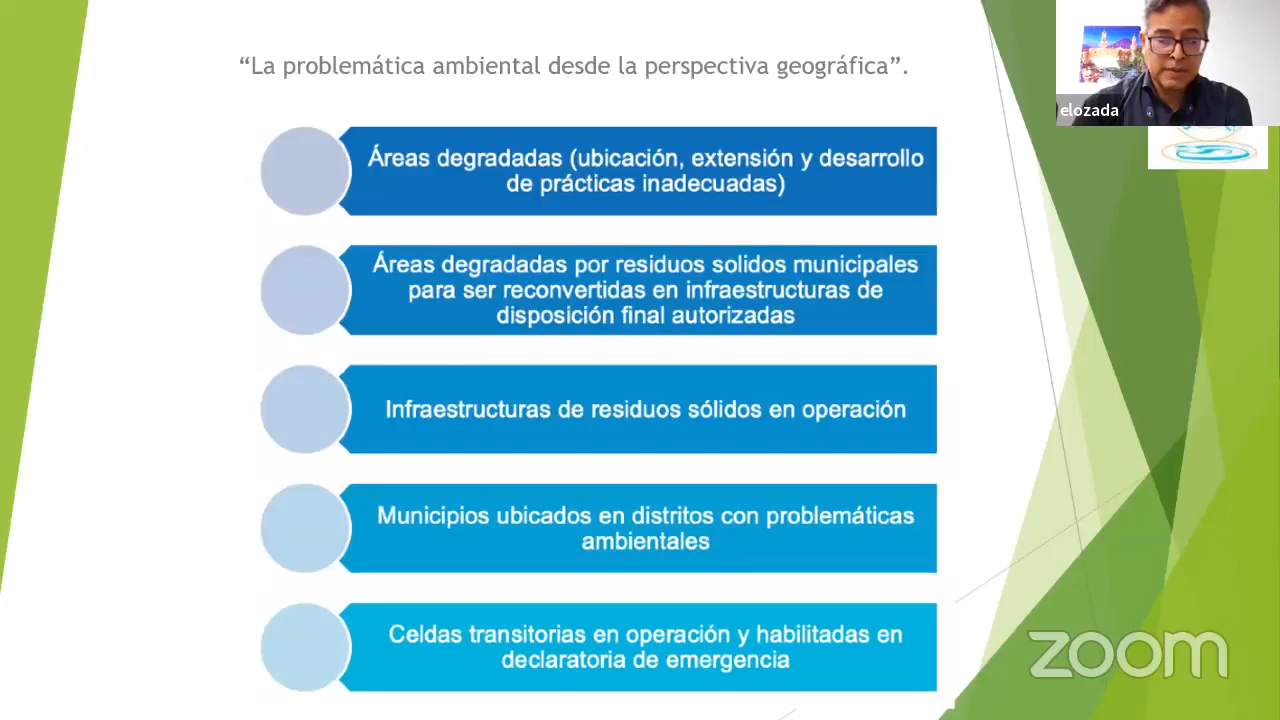 “La problemática ambiental desde la perspectiva geográfica”.
elozada
Áreas degradadas (ubicación, extensión y desarrollo
de prácticas inadecuadas)
Áreas degradadas por residuos solidos municipales
para ser reconvertidas en infraestructuras de
disposición final autorizadas
Infraestructuras de residuos sólidos en operación
Municipios ubicados en distritos con problemáticas
ambientales
Celdas transitorias en operación y habilitadas en
declaratoria de emergencia
zoom